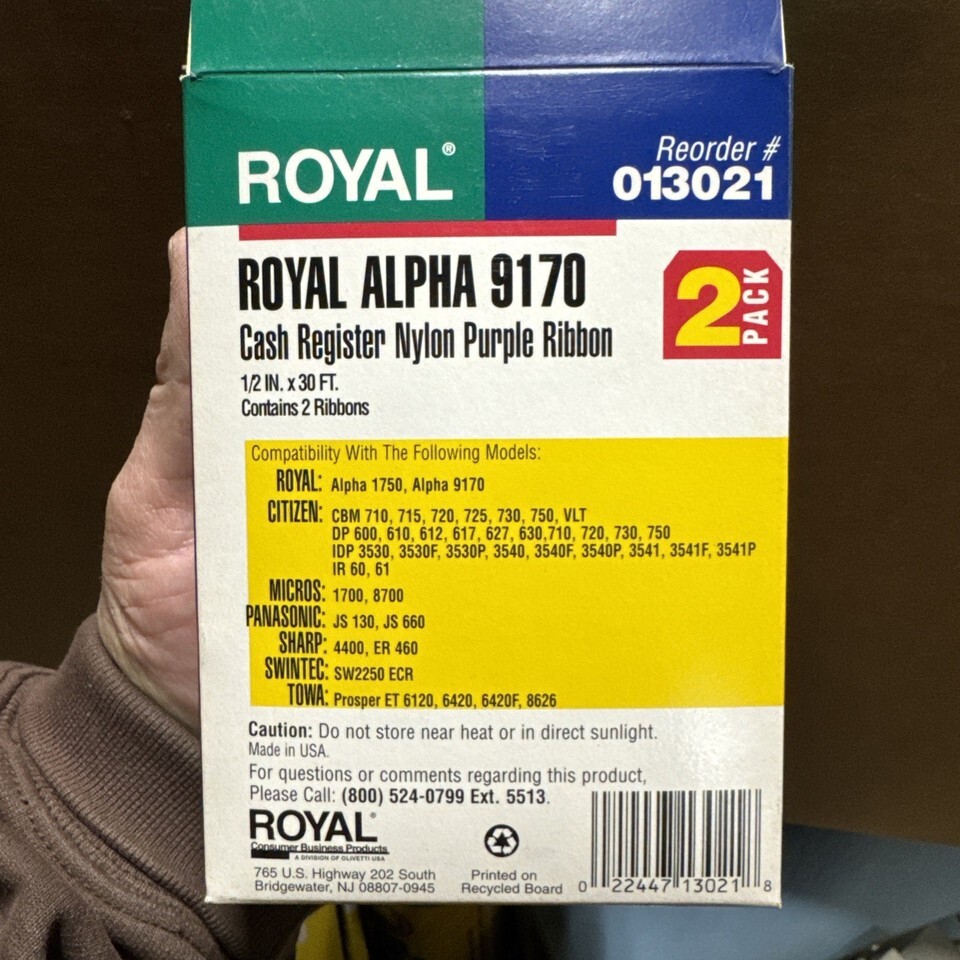 ROYAL®
Reorder #
013021
ROYAL ALPHA 9170
2 PACK
Cash Register Nylon Purple Ribbon
1/2 IN. x 30 FT.
Contains 2 Ribbons
Compatibility With The Following Models:
ROYAL: Alpha 1750, Alpha 9170
CITIZEN: CBM 710, 715, 720, 725, 730, 750, VLT
DP 600, 610, 612, 617, 627, 630,710, 720, 730, 750
IDP 3530, 3530F, 3530P, 3540, 3540F, 3540P, 3541, 3541F, 3541P
IR 60, 61
MICROS: 1700, 8700
PANASONIC: JS 130, JS 660
SHARP: 4400, ER 460
SWINTEC: SW2250 ECR
TOWA: Prosper ET 6120, 6420, 6420F, 8626
Caution: Do not store near heat or in direct sunlight.
Made in USA.
For questions or comments regarding this product,
Please Call: (800) 524-0799 Ext. 5513.
ROYAL®
Consumer Business Products
A DIVISION OF OLIVETTI USA
765 U.S. Highway 202 South
Bridgewater, NJ 08807-0945
Printed on
Recycled Board
0 22447 13021 8